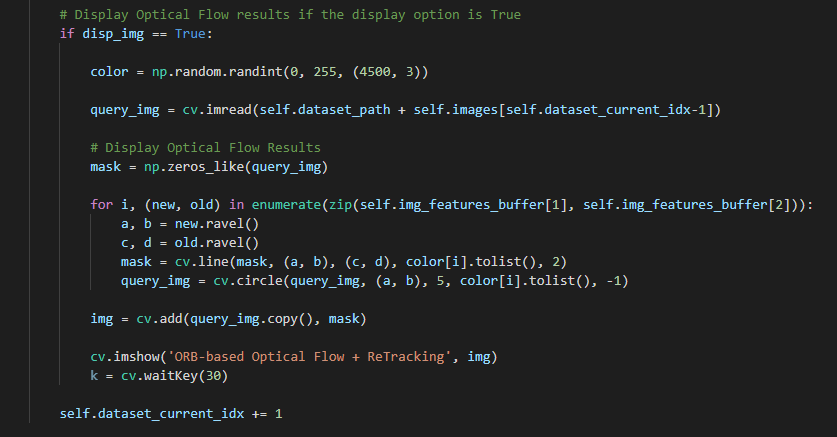 # Display Optical Flow results if the display option is True
if disp_img == True:
color = np.random.randint(0, 255, (4500, 3))
query_img = cv.imread(self.dataset_path + self.images[self.dataset_current_idx-1])
# Display Optical Flow Results
mask = np.zeros_like(query_img)
for i, (new, old) in enumerate(zip(self.img_features_buffer[1], self.img_features_buffer[2])):
a, b = new.ravel()
c, d = old.ravel()
mask = cv.line(mask, (a, b), (c, d), color[i].tolist(), 2)
query_img = cv.circle(query_img, (a, b), 5, color[i].tolist(), -1)
img = cv.add(query_img.copy(), mask)
cv.imshow('ORB-based Optical Flow + ReTracking', img)
k = cv.waitKey(30)
self.dataset_current_idx += 1